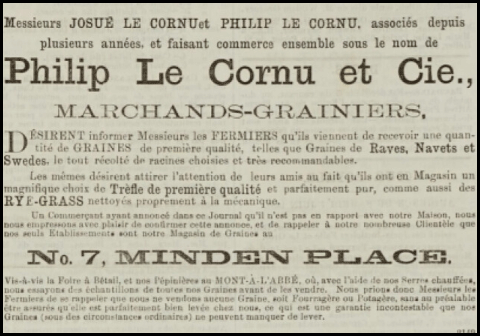 Messieurs JOSUÉ LE CORNU et PHILIP LE CORNU, associés depuis
plusieurs années, et faisant commerce ensemble sous le nom de
Philip Le Cornu et Cie.,
MARCHANDS-GRAINIERS,
DÉSIRENT informer Messieurs les FERMIERS qu'ils viennent de recevoir une quan-
tité de GRAINES de première qualité, telles que Graines de Raves, Navets et
Swedes, le tout récolté de racines choisies et très recommandables.
Les mêmes désirent attirer l'attention de leurs amis au fait qu'ils ont en Magasin un
magnifique choix de Trèfle de première qualité et parfaitement pur, comme aussi des
RYE-GRASS nettoyés proprement à la mécanique.
Un Commerçant ayant annoncé dans ce Journal qu'il n'est pas en rapport avec notre Maison, nous
nous empressons avec plaisir de confirmer cette annonce, et de rappeler à notre nombreuse Clientèle que
nos seuls Etablissements sont notre Magasin de Graines au
No. 7, MINDEN PLACE,
Vis-à-vis la Foire à Bétail, et nos Pépinières au MONT-À-L'ABBÉ, où, avec l'aide de nos Serres chauffées,
nous essayons des échantillons de toutes nos Graines avant de les vendre. Nous prions donc Messieurs les
Fermiers de se rappeler que nous ne vendons aucune Graine, soit Fourragère ou Potagère, sans au préalable
être assurés qu'elle est parfaitement bien levée chez nous, ce qui est une garantie incontestable que nos
Graines (sous des circonstances ordinaires) ne peuvent manquer de lever.